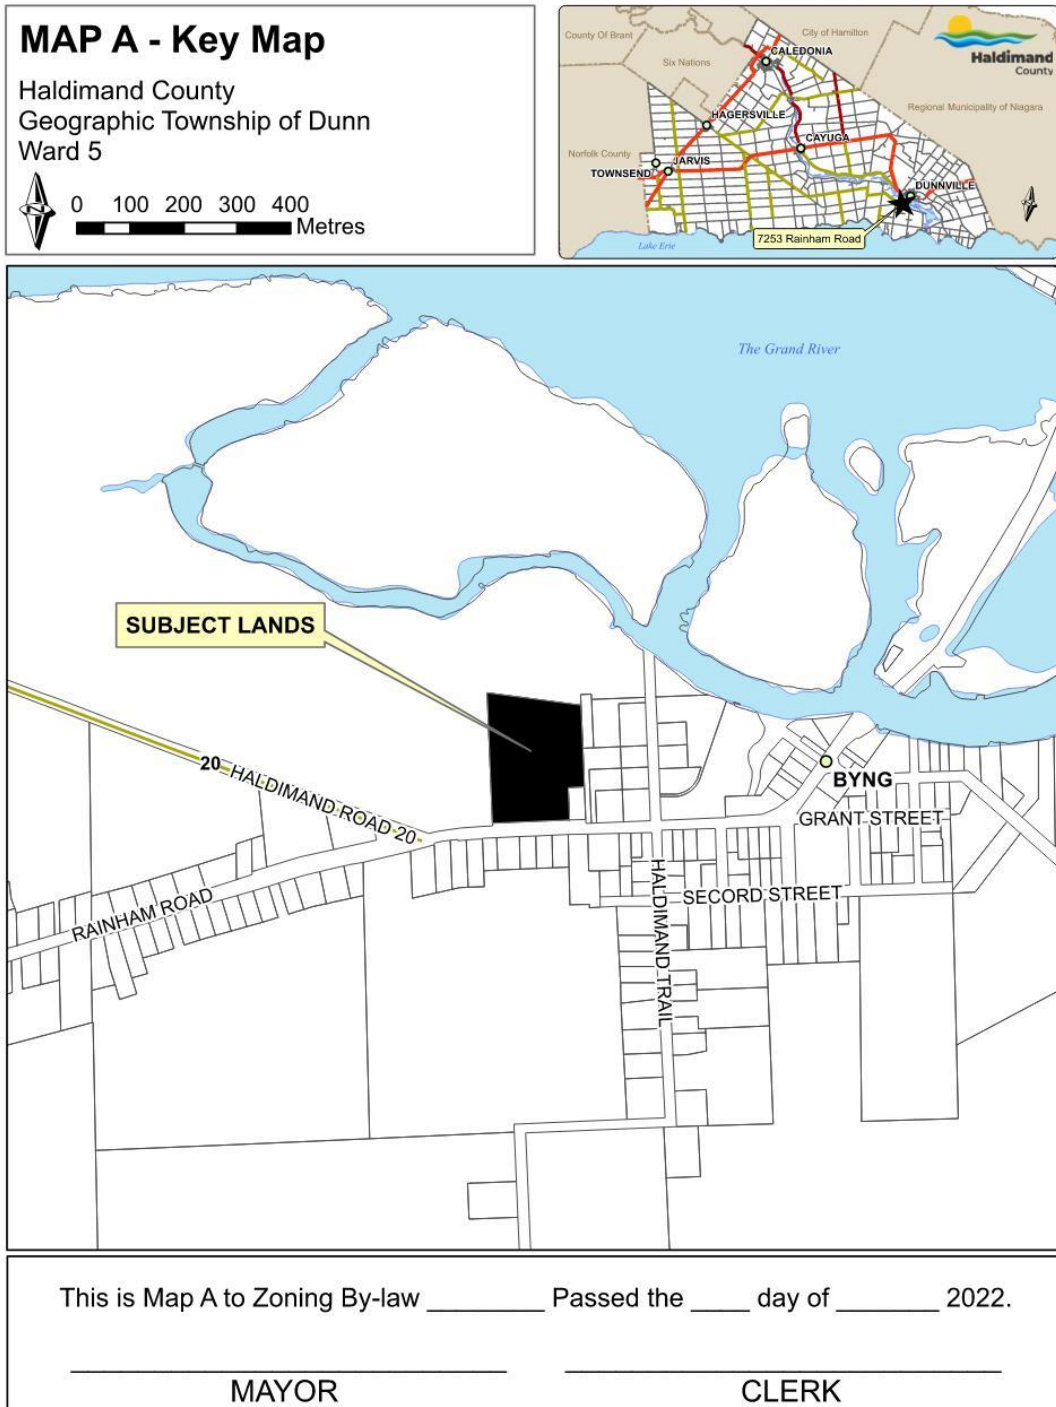 MAP A - Key Map
Haldimand County
Geographic Township of Dunn
Ward 5
N
0 100 200 300 400
Metres
County Of Brant
City of Hamilton
Haldimand
County
CALEDONIA
Six Nations
Regional Municipality of Niagara
HAGERSVILLE
CAYUGA
Norfolk County
JARVIS
TOWNSEND
DUNNVILLE
7253 Rainham Road
Lake Erie
The Grand River
SUBJECT LANDS
20
HALDIMAND ROAD 20
BYNG
GRANT STREET
SECORD STREET
RAINHAM ROAD
HALDIMAND TRAIL
This is Map A to Zoning By-law ________ Passed the ____ day of _______ 2022.
MAYOR
CLERK